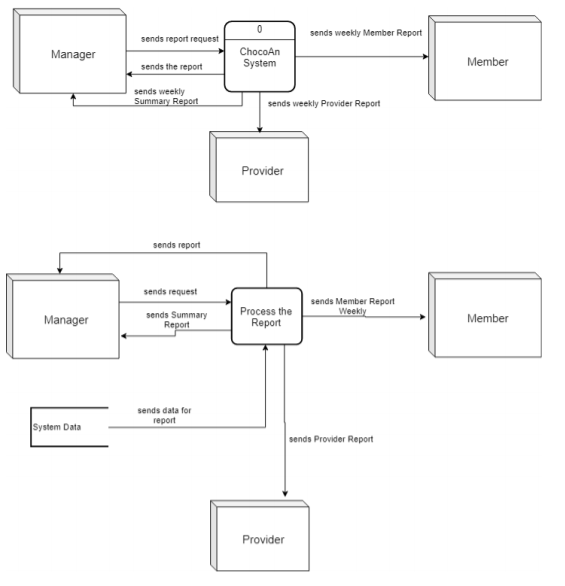 0
ChocoAn
System
Manager
sends report request
sends the report
sends weekly
Summary Report
sends weekly Member Report
Member
sends weekly Provider Report
Provider
sends report
Manager
sends request
sends Summary
Report
Process the
Report
sends Member Report
Weekly
Member
System Data
sends data for
report
sends Provider Report
Provider